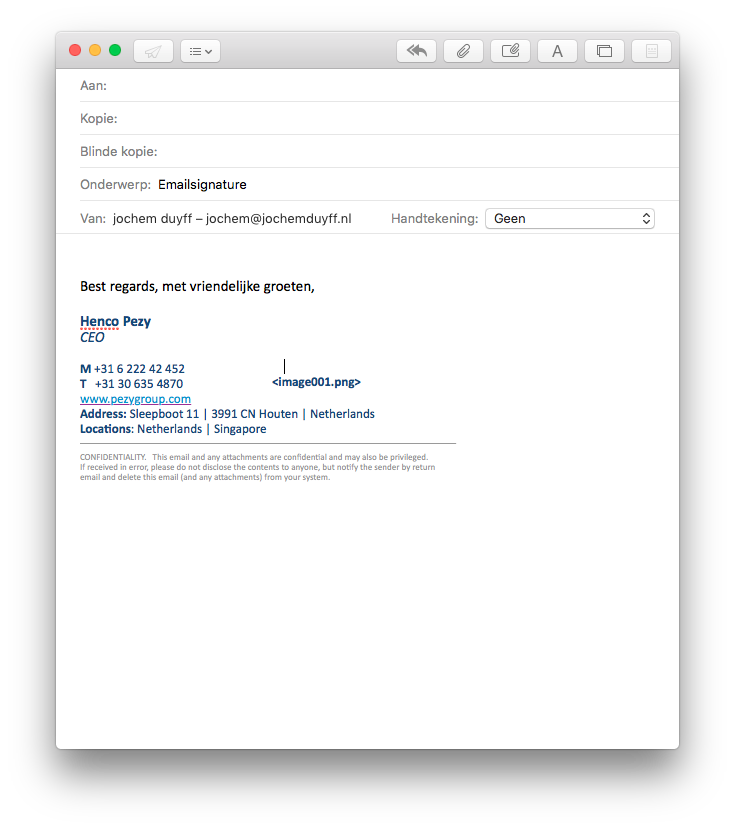 Aan:
Kopie:
Blinde kopie:
Onderwerp: Emailsignature
Van: jochem duyff – jochem@jochemduyff.nl Handtekening: Geen
Best regards, met vriendelijke groeten,
Henco Pezy
CEO
M +31 6 222 42 452
T +31 30 635 4870 <image001.png>
www.pezygroup.com
Address: Sleepboot 11 | 3991 CN Houten | Netherlands
Locations: Netherlands | Singapore
CONFIDENTIALITY. This email and any attachments are confidential and may also be privileged.
If received in error, please do not disclose the contents to anyone, but notify the sender by return
email and delete this email (and any attachments) from your system.